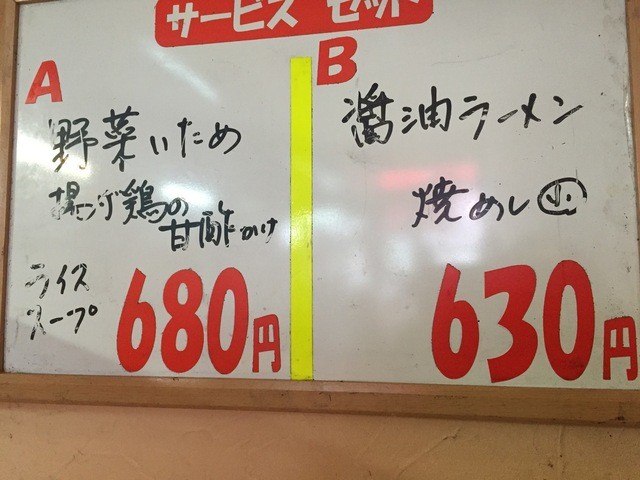 サービス セット
A
野菜いため
揚げ鶏の
甘酢かけ
ライス
スープ
680円
B
醤油ラーメン
焼めし小
630円